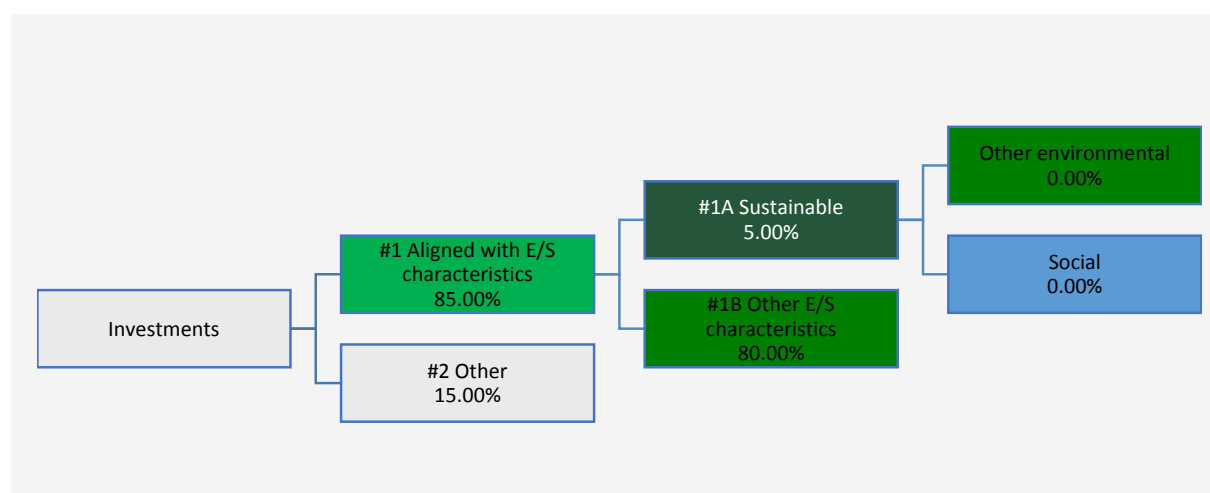 Investments
#1 Aligned with E/S
characteristics
85.00%
#2 Other
15.00%
#1A Sustainable
5.00%
#1B Other E/S
characteristics
80.00%
Other environmental
0.00%
Social
0.00%